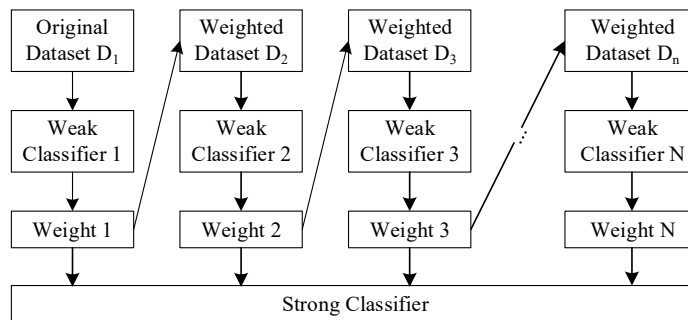 Original
Dataset D₁
Weighted
Dataset D₂
Weighted
Dataset D₃
Weighted
Dataset Dₙ
Weak
Classifier 1
Weak
Classifier 2
Weak
Classifier 3
Weak
Classifier N
Weight 1
Weight 2
Weight 3
Weight N
Strong Classifier